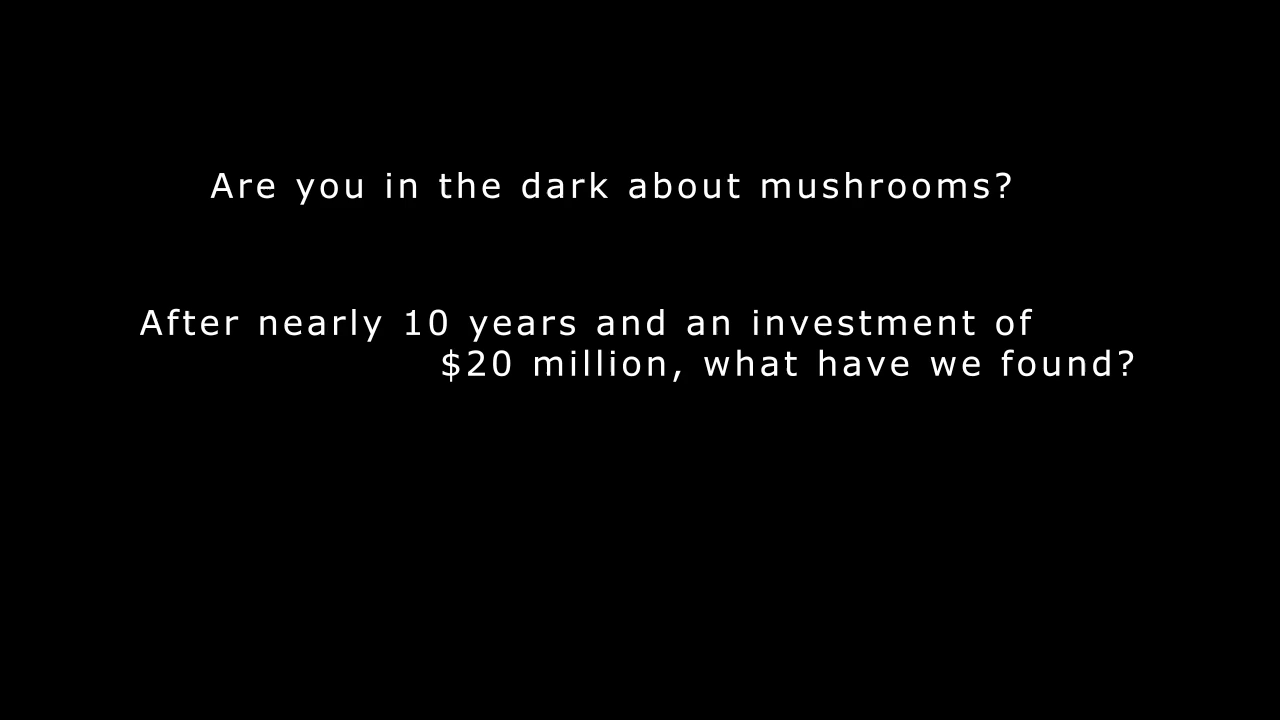 Are you in the dark about mushrooms?
After nearly 10 years and an investment of
$20 million, what have we found?